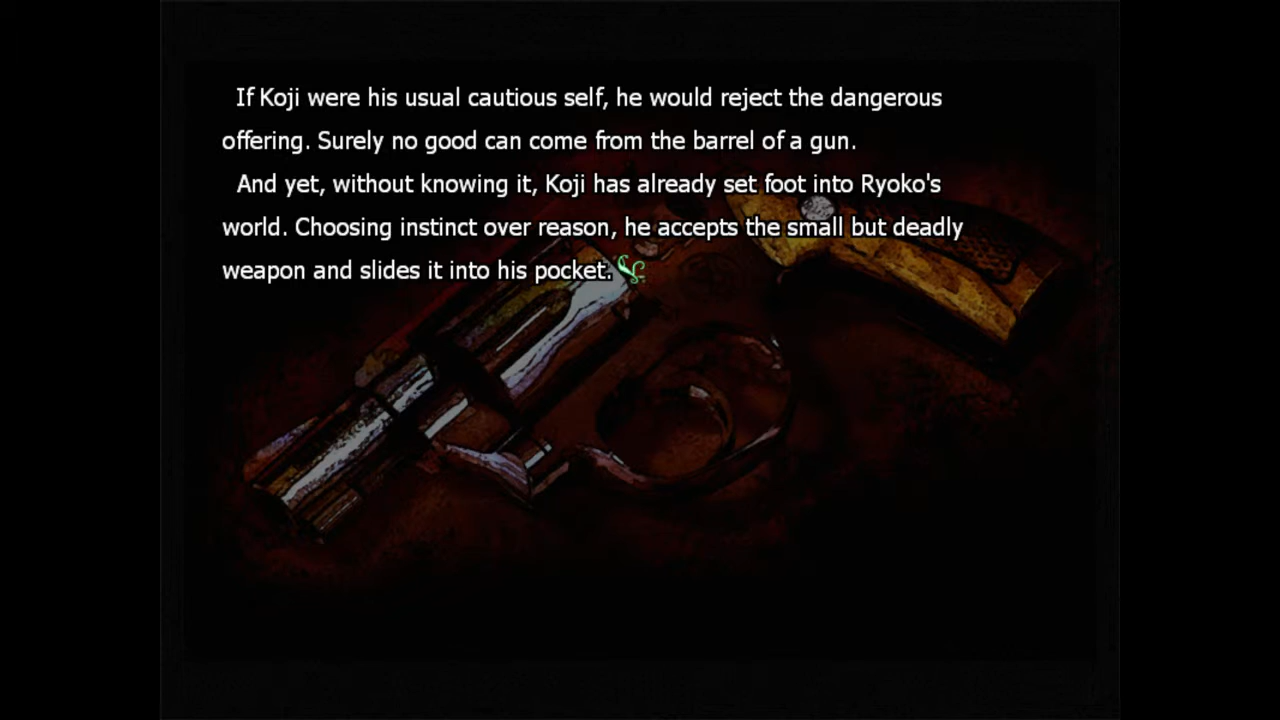 If Koji were his usual cautious self, he would reject the dangerous
offering. Surely no good can come from the barrel of a gun.
And yet, without knowing it, Koji has already set foot into Ryoko's
world. Choosing instinct over reason, he accepts the small but deadly
weapon and slides it into his pocket.